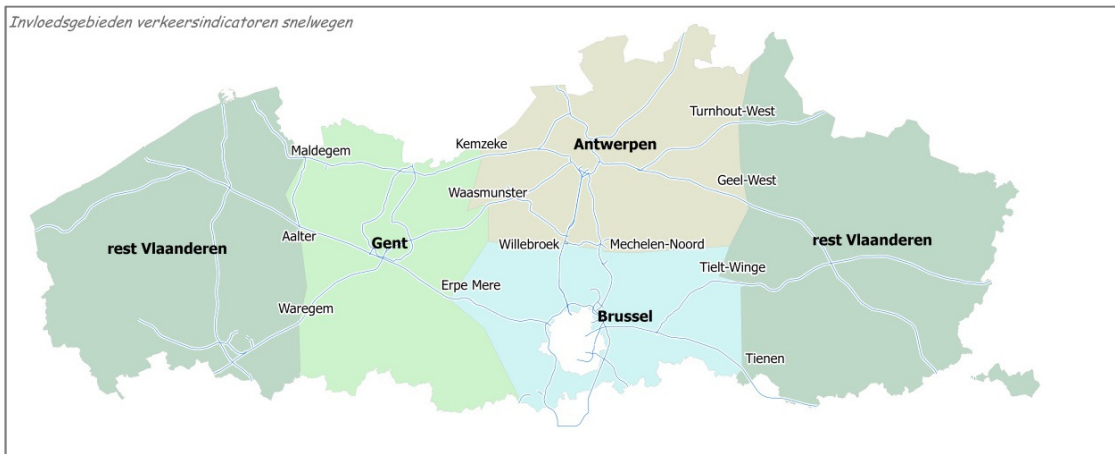 Invloedsgebieden verkeersindicatoren snelwegen
Turnhout-West
Maldegem
Kemzeke
Antwerpen
Geel-West
Waasmunster
rest Vlaanderen
Aalter
Gent
Willebroek
Mechelen-Noord
rest Vlaanderen
Tielt-Winge
Erpe Mere
Waregem
Brussel
Tienen